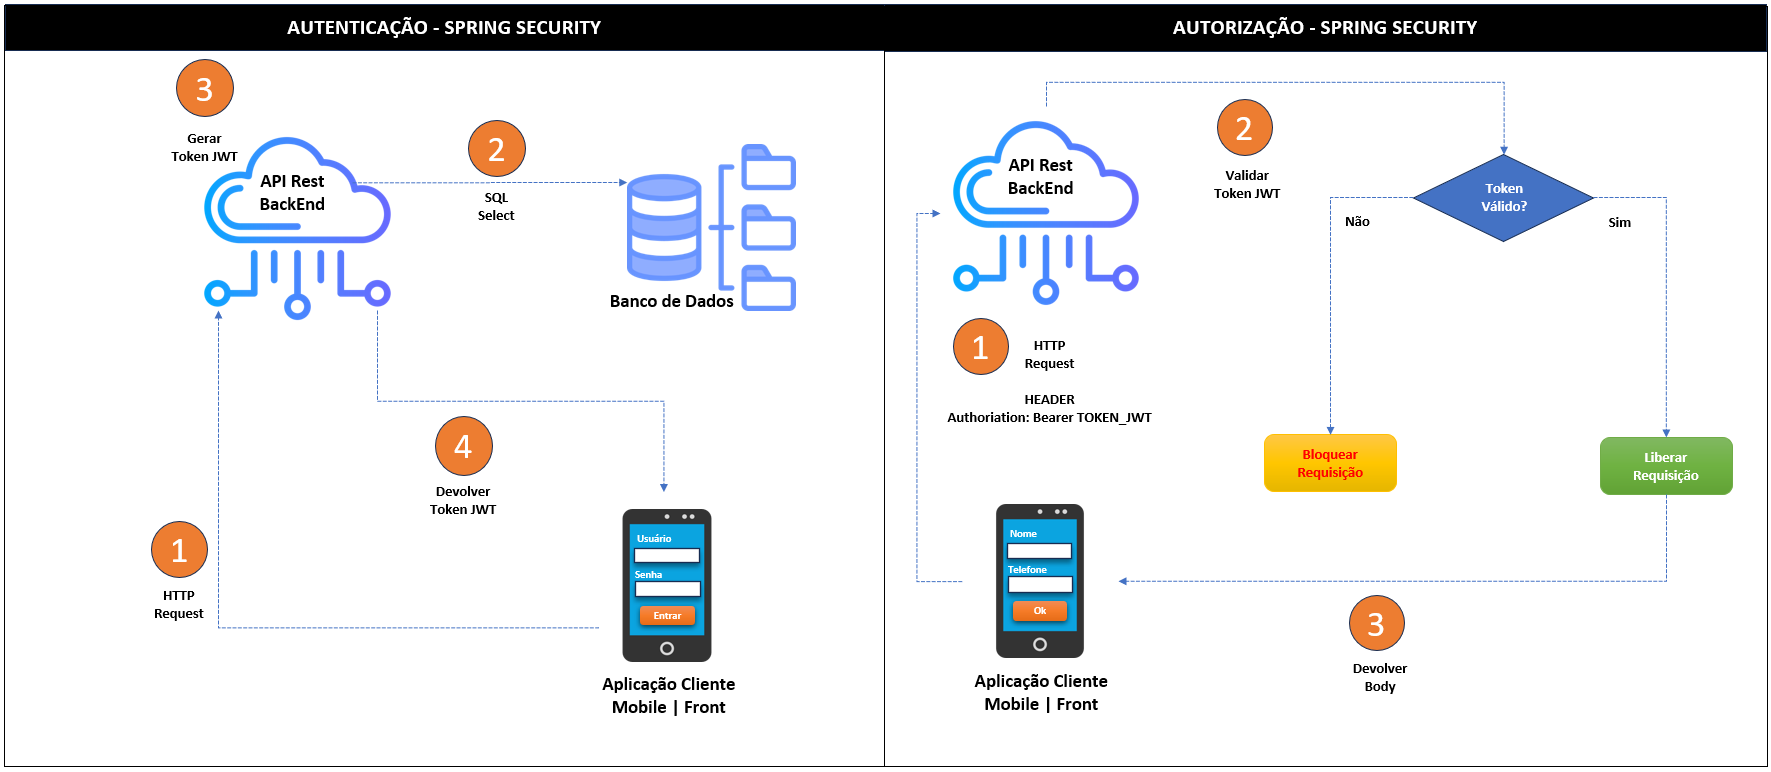 AUTENTICAÇÃO - SPRING SECURITY
3
Gerar
Token JWT
API Rest
BackEnd
2
SQL
Select
Banco de Dados
4
Devolver
Token JWT
1
HTTP
Request
Usuário
Senha
Entrar
Aplicação Cliente
Mobile | Front
AUTORIZAÇÃO - SPRING SECURITY
API Rest
BackEnd
2
Validar
Token JWT
Token
Válido?
Não
Sim
1
HTTP
Request
HEADER
Authoriation: Bearer TOKEN_JWT
Bloquear
Requisição
Liberar
Requisição
Nome
Telefone
Ok
3
Devolver
Body
Aplicação Cliente
Mobile | Front